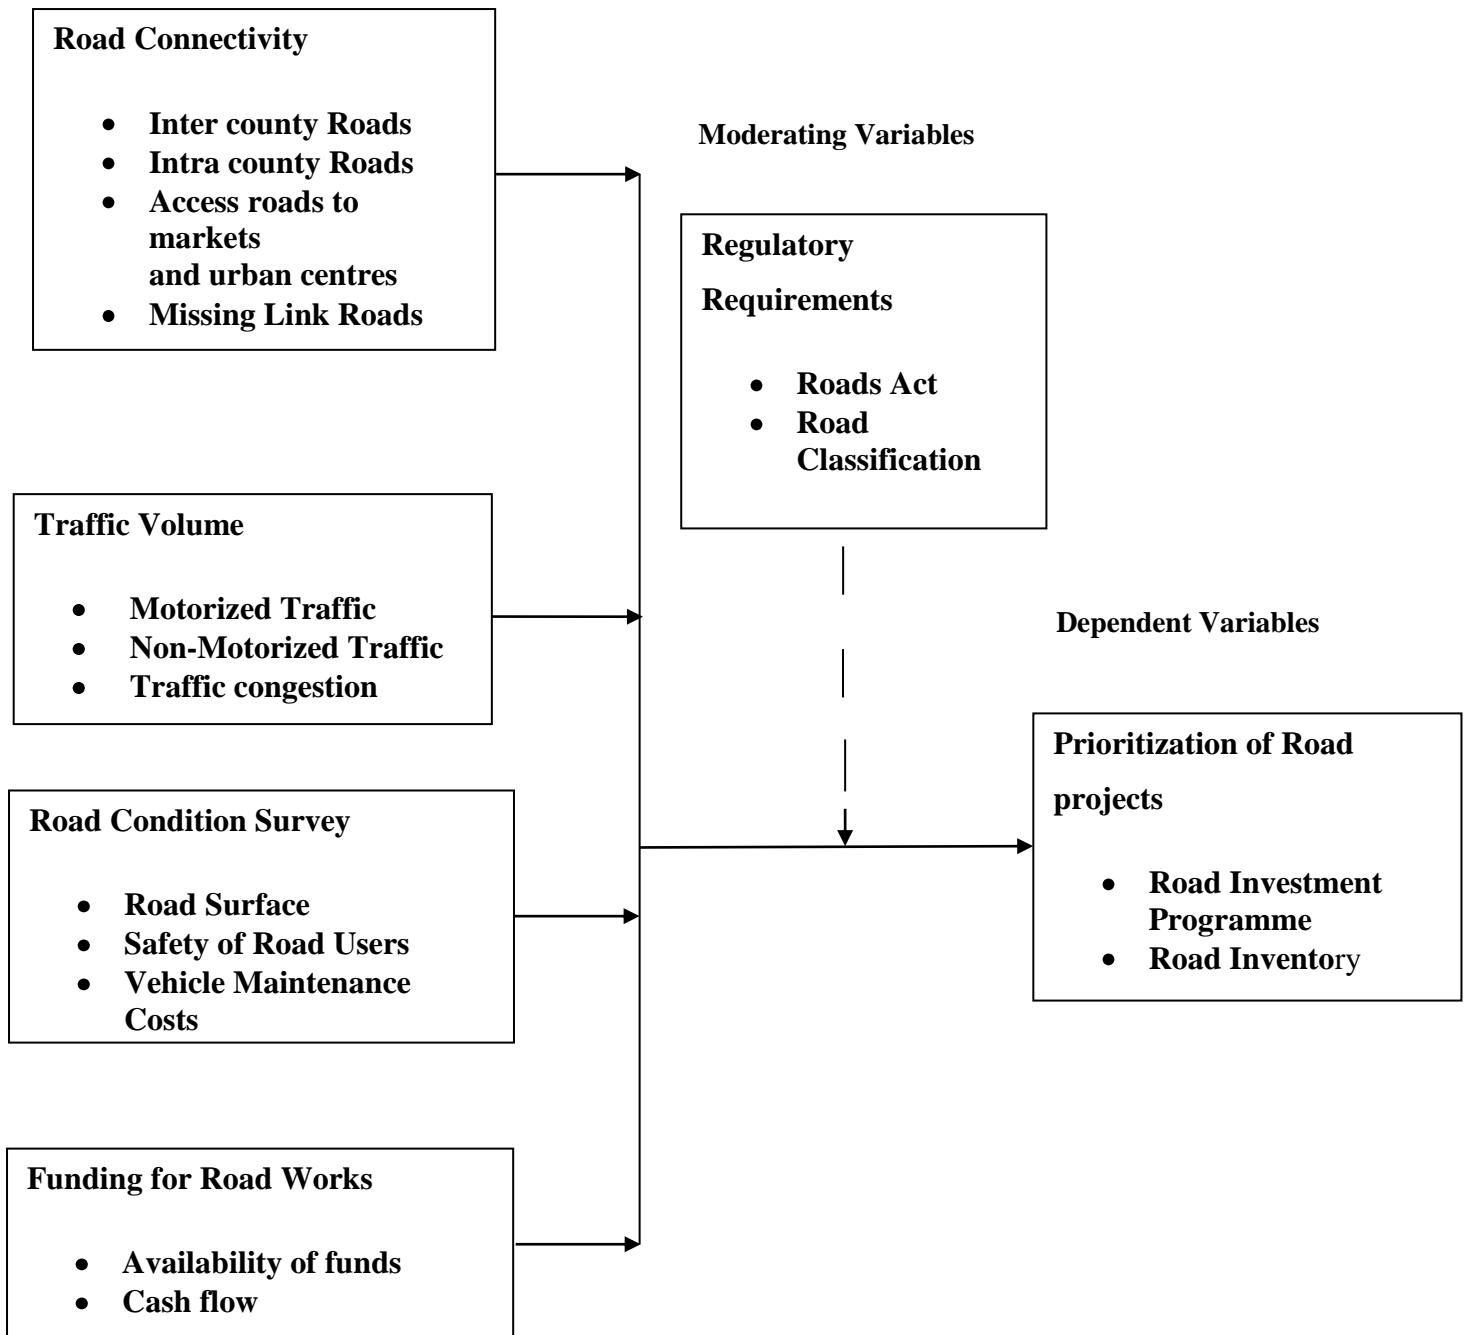 Road Connectivity
• Inter county Roads
• Intra county Roads
• Access roads to
markets
and urban centres
• Missing Link Roads
Moderating Variables
Regulatory
Requirements
• Roads Act
• Road
Classification
Traffic Volume
• Motorized Traffic
• Non-Motorized Traffic
• Traffic congestion
Dependent Variables
Prioritization of Road
projects
• Road Investment
Programme
• Road Inventory
Road Condition Survey
• Road Surface
• Safety of Road Users
• Vehicle Maintenance
Costs
Funding for Road Works
• Availability of funds
• Cash flow